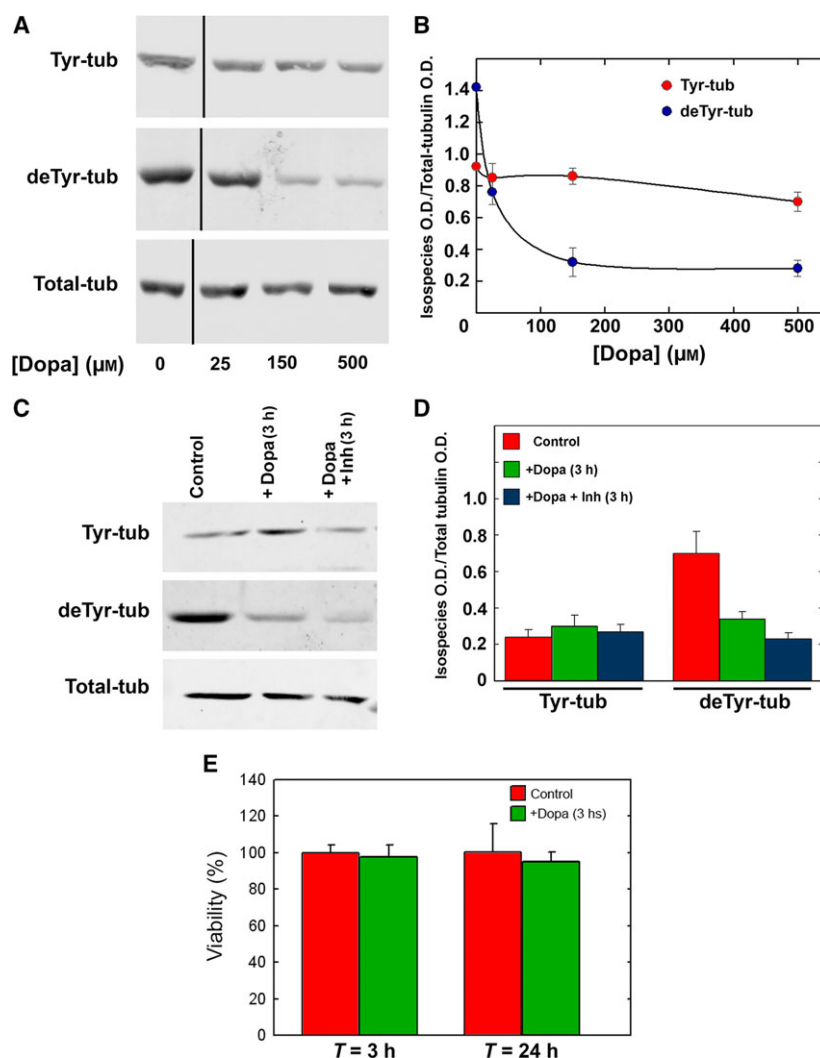 A
Tyr-tub
deTyr-tub
Total-tub
[Dopa] (μM) 0 25 150 500
B
Isospecies O.D./Total-tubulin O.D.
1.4
1.2
1.0
0.8
0.6
0.4
0.2
0 100 200 300 400 500
[Dopa] (μM)
Tyr-tub
deTyr-tub
C
Control
+ Dopa (3 h)
+ Dopa
+Inh (3 h)
Tyr-tub
deTyr-tub
Total-tub
D
Isospecies O.D./Total tubulin O.D.
Control
+Dopa (3 h)
+Dopa + Inh (3 h)
1.0
0.8
0.6
0.4
0.2
0
Tyr-tub deTyr-tub
E
Viability (%)
140
120
100
80
60
40
20
0
Control
+Dopa (3 hs)
T = 3 h T = 24 h